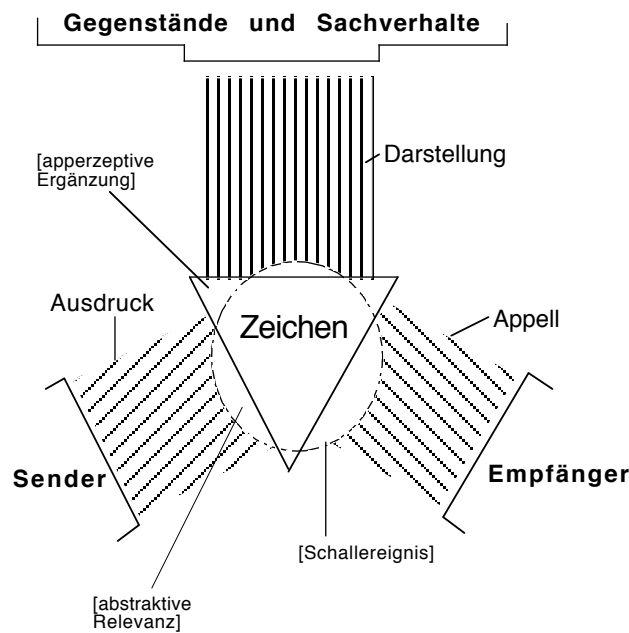 Gegenstände und Sachverhalte
Darstellung
[apperzeptive
Ergänzung]
Ausdruck
Zeichen
Appell
Sender
Empfänger
[Schallereignis]
[abstraktive
Relevanz]